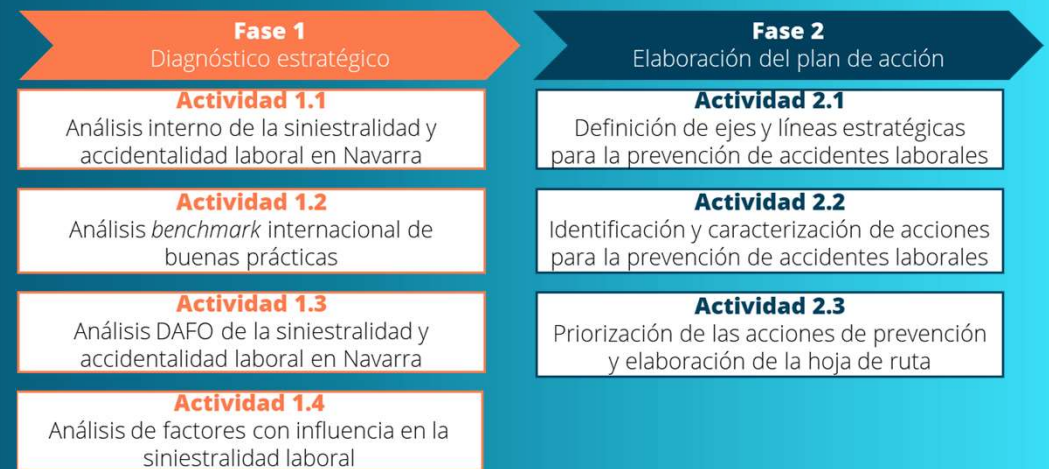 Fase 1
Diagnóstico estratégico
Actividad 1.1
Análisis interno de la siniestralidad y
accidentalidad laboral en Navarra
Actividad 1.2
Análisis benchmark internacional de
buenas prácticas
Actividad 1.3
Análisis DAFO de la siniestralidad y
accidentalidad laboral en Navarra
Actividad 1.4
Análisis de factores con influencia en la
siniestralidad laboral
Fase 2
Elaboración del plan de acción
Actividad 2.1
Definición de ejes y líneas estratégicas
para la prevención de accidentes laborales
Actividad 2.2
Identificación y caracterización de acciones
para la prevención de accidentes laborales
Actividad 2.3
Priorización de las acciones de prevención
y elaboración de la hoja de ruta